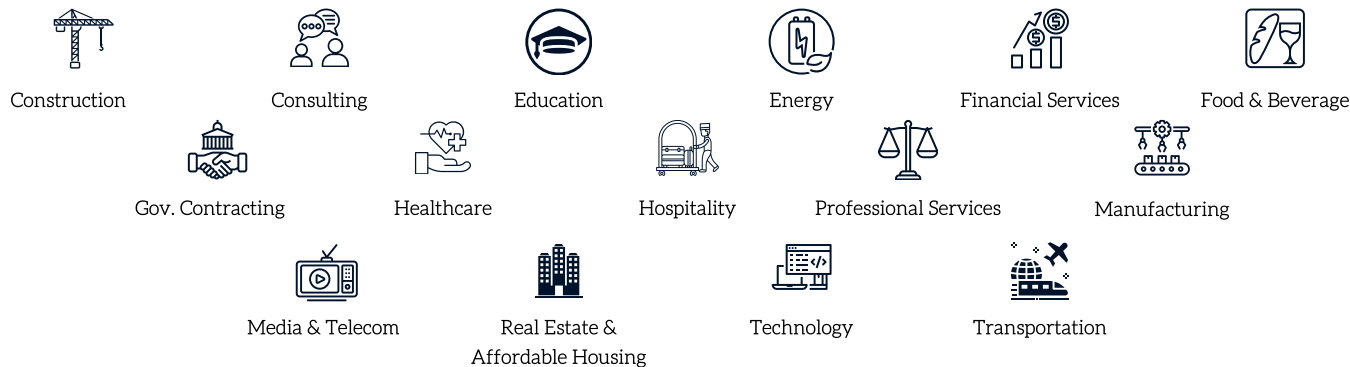 Construction
Consulting
Education
Energy
Financial Services
Food & Beverage
Gov. Contracting
Healthcare
Hospitality
Professional Services
Manufacturing
Media & Telecom
Real Estate &
Affordable Housing
Technology
Transportation